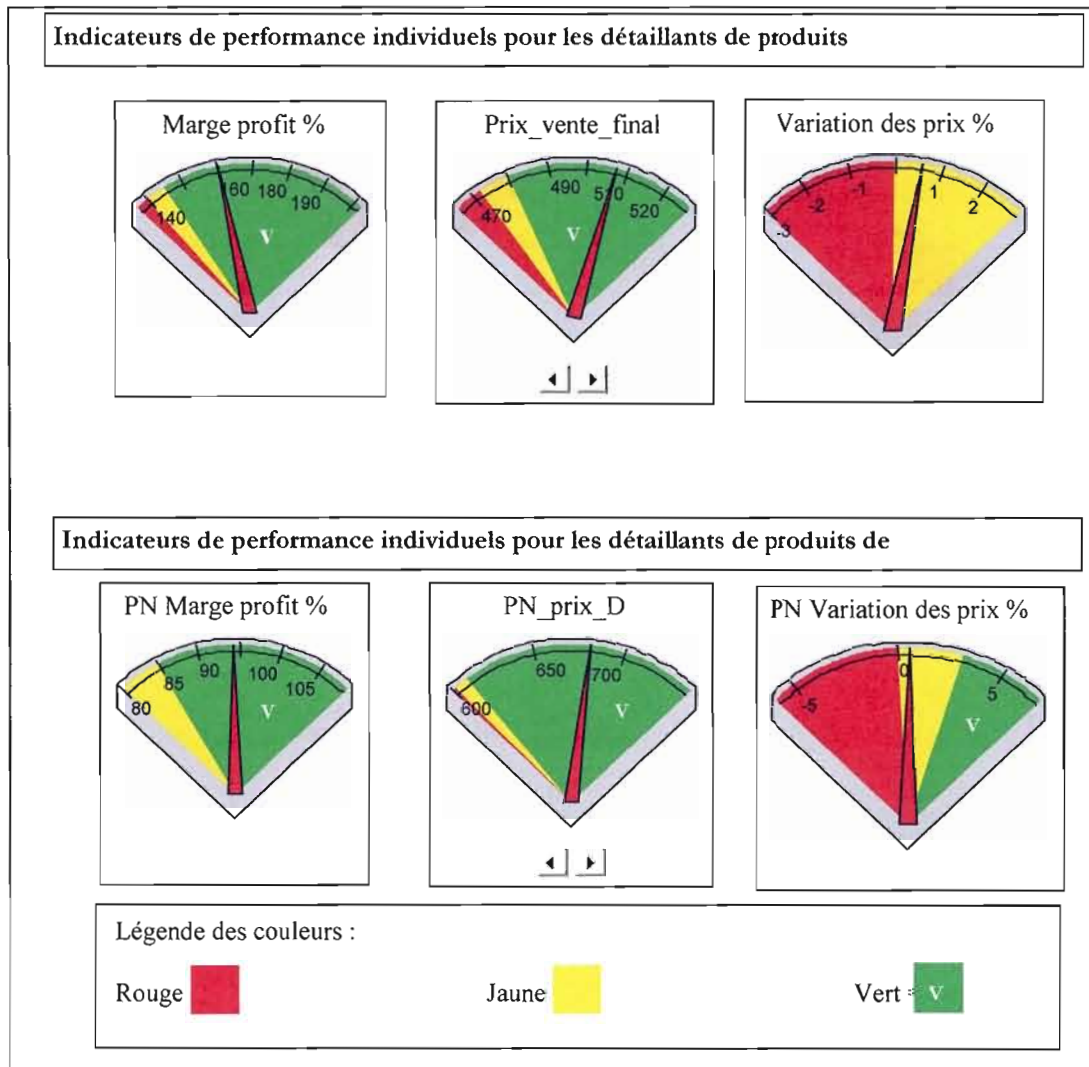 Indicateurs de performance individuels pour les détaillants de produits
Marge profit %
140
160
180
190
V
Prix_vente_final
470
490
510
520
V
Variation des prix %
-3
-2
-1
1
2
Indicateurs de performance individuels pour les détaillants de produits de
PN Marge profit %
80
85
90
100
105
V
PN_prix_D
600
650
700
V
PN Variation des prix %
-5
0
5
V
Légende des couleurs :
Rouge
Jaune
Vert = V